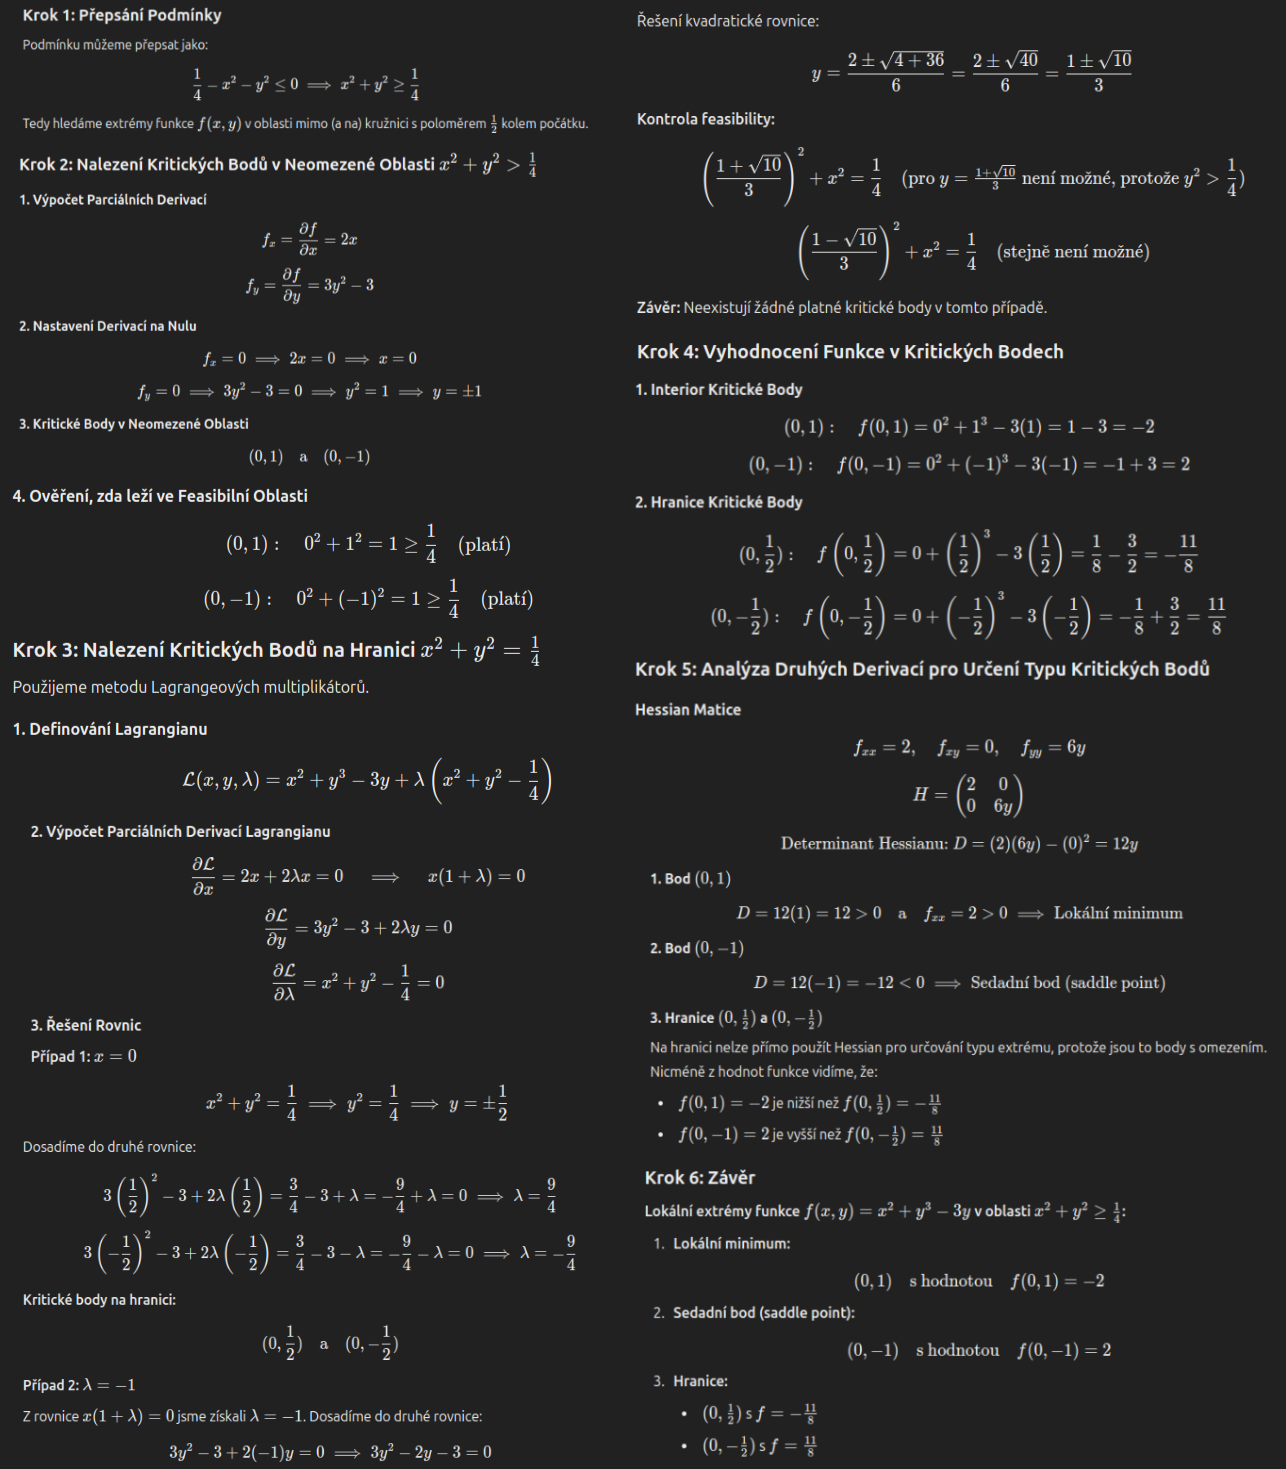 Krok 1: Přepsání Podmínky
Podmínku můžeme přepsat jako:
1/4 − x² − y² ≤ 0 ⟹ x² + y² ≥ 1/4
Tedy hledáme extrémy funkce f(x, y) v oblasti mimo (a na) kružnici s poloměrem 1/2 kolem počátku.
Krok 2: Nalezení Kritických Bodů v Neomezené Oblasti x² + y² > 1/4
1. Výpočet Parciálních Derivací
fₓ = ∂f/∂x = 2x
f_y = ∂f/∂y = 3y² − 3
2. Nastavení Derivací na Nulu
fₓ = 0 ⟹ 2x = 0 ⟹ x = 0
f_y = 0 ⟹ 3y² − 3 = 0 ⟹ y² = 1 ⟹ y = ±1
3. Kritické Body v Neomezené Oblasti
(0, 1) a (0, −1)
4. Ověření, zda leží ve Feasibilní Oblasti
(0, 1) : 0² + 1² = 1 ≥ 1/4 (platí)
(0, −1) : 0² + (−1)² = 1 ≥ 1/4 (platí)
Krok 3: Nalezení Kritických Bodů na Hranici x² + y² = 1/4
Použijeme metodu Lagrangeových multiplikátorů.
1. Definování Lagrangianu
ℒ(x, y, λ) = x² + y³ − 3y + λ (x² + y² − 1/4)
2. Výpočet Parciálních Derivací Lagrangianu
∂ℒ/∂x = 2x + 2λx = 0 ⟹ x(1 + λ) = 0
∂ℒ/∂y = 3y² − 3 + 2λy = 0
∂ℒ/∂λ = x² + y² − 1/4 = 0
3. Řešení Rovnic
Případ 1: x = 0
x² + y² = 1/4 ⟹ y² = 1/4 ⟹ y = ±1/2
Dosadíme do druhé rovnice:
3 (1/2)² − 3 + 2λ (1/2) = 3/4 − 3 + λ = −9/4 + λ = 0 ⟹ λ = 9/4
3 (−1/2)² − 3 + 2λ (−1/2) = 3/4 − 3 − λ = −9/4 − λ = 0 ⟹ λ = −9/4
Kritické body na hranici:
(0, 1/2) a (0, −1/2)
Případ 2: λ = −1
Z rovnice x(1 + λ) = 0 jsme získali λ = −1. Dosadíme do druhé rovnice:
3y² − 3 + 2(−1)y = 0 ⟹ 3y² − 2y − 3 = 0
Řešení kvadratické rovnice:
y = (2 ± √(4 + 36))/6 = (2 ± √40)/6 = (1 ± √10)/3
Kontrola feasibility:
((1 + √10)/3)² + x² = 1/4 (pro y = (1+√10)/3 není možné, protože y² > 1/4)
((1 − √10)/3)² + x² = 1/4 (stejně není možné)
Závěr: Neexistují žádné platné kritické body v tomto případě.
Krok 4: Vyhodnocení Funkce v Kritických Bodech
1. Interior Kritické Body
(0, 1) : f(0, 1) = 0² + 1³ − 3(1) = 1 − 3 = −2
(0, −1) : f(0, −1) = 0² + (−1)³ − 3(−1) = −1 + 3 = 2
2. Hranice Kritické Body
(0, 1/2) : f (0, 1/2) = 0 + (1/2)³ − 3 (1/2) = 1/8 − 3/2 = −11/8
(0, −1/2) : f (0, −1/2) = 0 + (−1/2)³ − 3 (−1/2) = −1/8 + 3/2 = 11/8
Krok 5: Analýza Druhých Derivací pro Určení Typu Kritických Bodů
Hessian Matice
fₓₓ = 2, f_xy = 0, f_yy = 6y
H = (2 0
0 6y)
Determinant Hessianu: D = (2)(6y) − (0)² = 12y
1. Bod (0, 1)
D = 12(1) = 12 > 0 a fₓₓ = 2 > 0 ⟹ Lokální minimum
2. Bod (0, −1)
D = 12(−1) = −12 < 0 ⟹ Sedadní bod (saddle point)
3. Hranice (0, 1/2) a (0, −1/2)
Na hranici nelze přímo použít Hessian pro určování typu extrému, protože jsou to body s omezením.
Nicméně z hodnot funkce vidíme, že:
• f(0, 1) = −2 je nižší než f(0, 1/2) = −11/8
• f(0, −1) = 2 je vyšší než f(0, −1/2) = 11/8
Krok 6: Závěr
Lokální extrémy funkce f(x, y) = x² + y³ − 3y v oblasti x² + y² ≥ 1/4:
1. Lokální minimum:
(0, 1) s hodnotou f(0, 1) = −2
2. Sedadní bod (saddle point):
(0, −1) s hodnotou f(0, −1) = 2
3. Hranice:
• (0, 1/2) s f = −11/8
• (0, −1/2) s f = 11/8